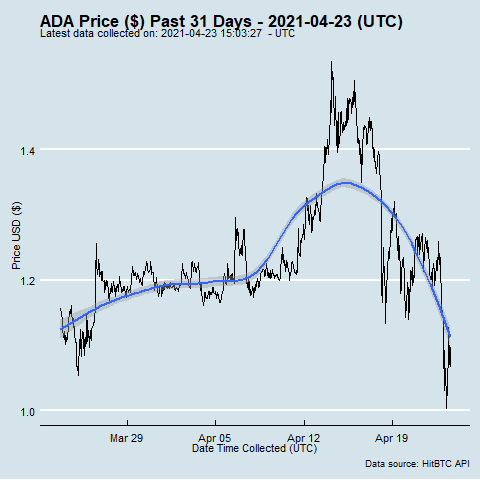 ADA Price ($) Past 31 Days - 2021-04-23 (UTC)
Latest data collected on: 2021-04-23 15:03:27 - UTC
Price USD ($)
1.4
1.2
1.0
Mar 29 Apr 05 Apr 12 Apr 19
Date Time Collected (UTC)
Data source: HitBTC API